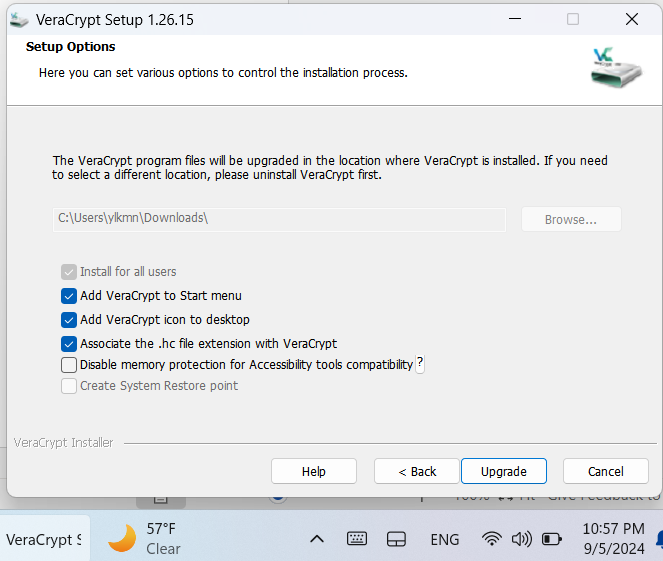 VeraCrypt Setup 1.26.15
Setup Options
Here you can set various options to control the installation process.
VC
The VeraCrypt program files will be upgraded in the location where VeraCrypt is installed. If you need
to select a different location, please uninstall VeraCrypt first.
C:\Users\ylkmn\Downloads\
Browse...
Install for all users
Add VeraCrypt to Start menu
Add VeraCrypt icon to desktop
Associate the .hc file extension with VeraCrypt
Disable memory protection for Accessibility tools compatibility ?
Create System Restore point
VeraCrypt Installer
Help
< Back
Upgrade
Cancel
VeraCrypt S
57°F
Clear
ENG
10:57 PM
9/5/2024